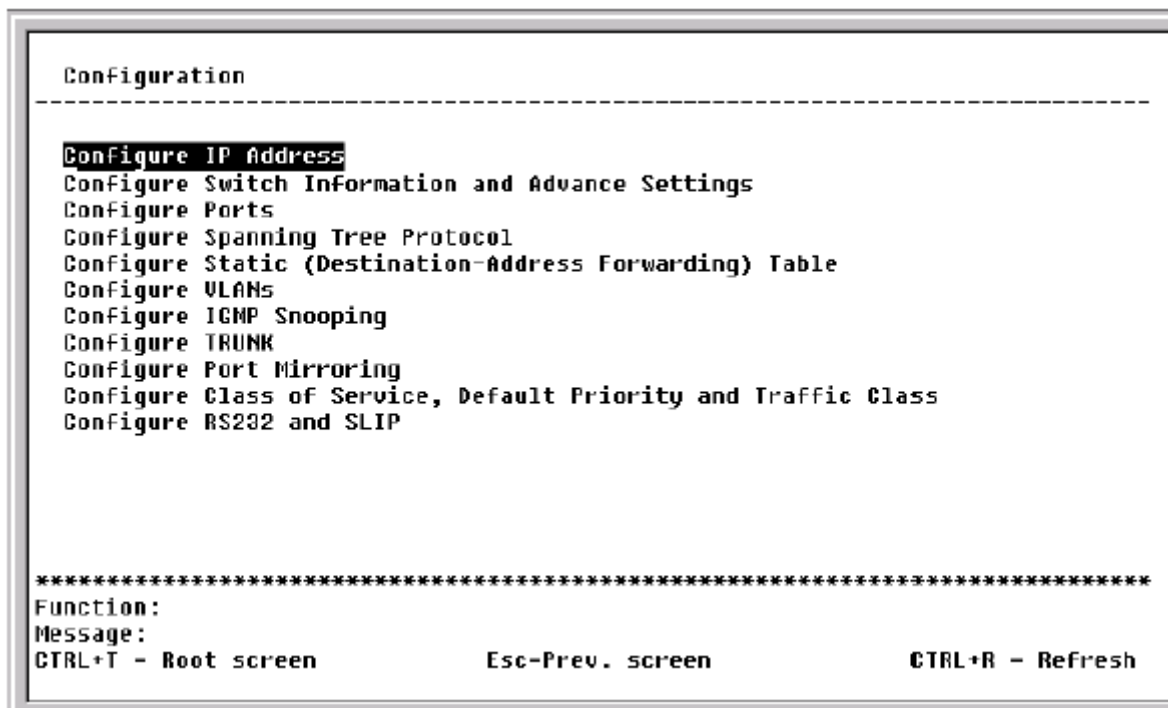 Configuration
Configure IP Address
Configure Switch Information and Advance Settings
Configure Ports
Configure Spanning Tree Protocol
Configure Static (Destination-Address Forwarding) Table
Configure VLANs
Configure IGMP Snooping
Configure TRUNK
Configure Port Mirroring
Configure Class of Service, Default Priority and Traffic Class
Configure RS232 and SLIP
********************************************************************************
Function:
Message:
CTRL+T - Root screen Esc-Prev. screen CTRL+R - Refresh